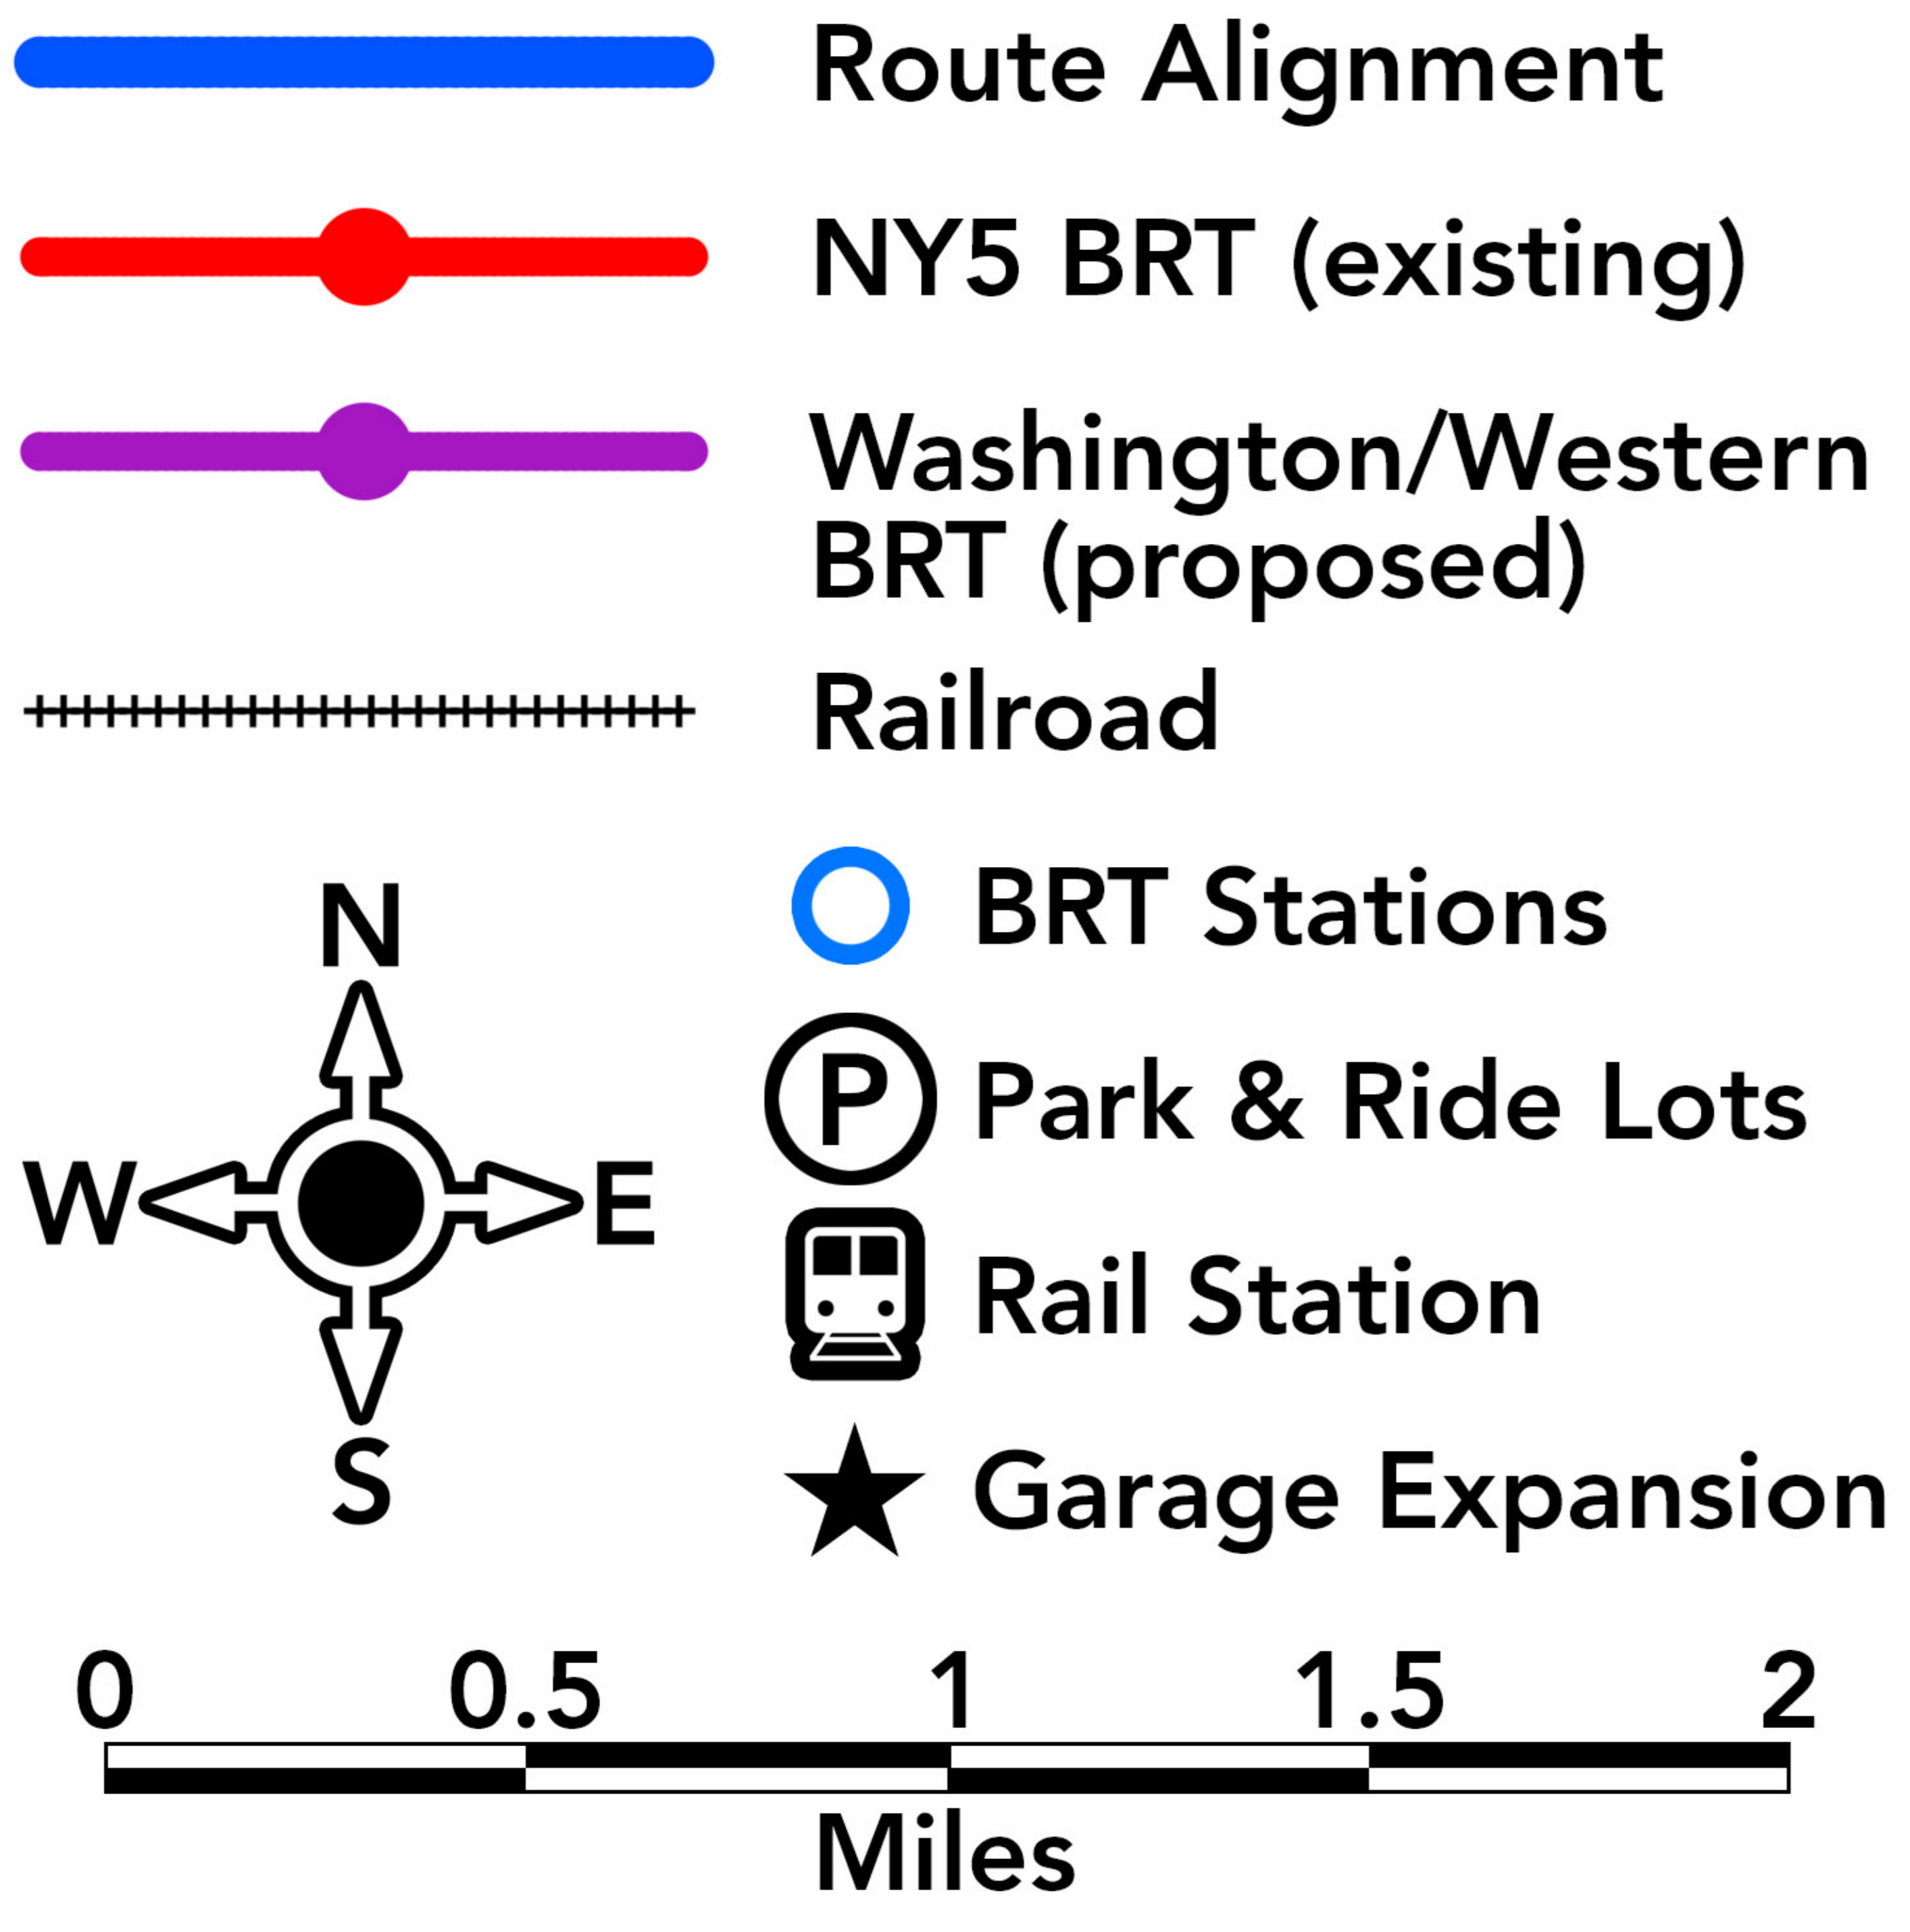 Route Alignment
NY5 BRT (existing)
Washington/Western
BRT (proposed)
Railroad
BRT Stations
N
P Park & Ride Lots
W E
Rail Station
S
Garage Expansion
0 0.5 1 1.5 2
Miles